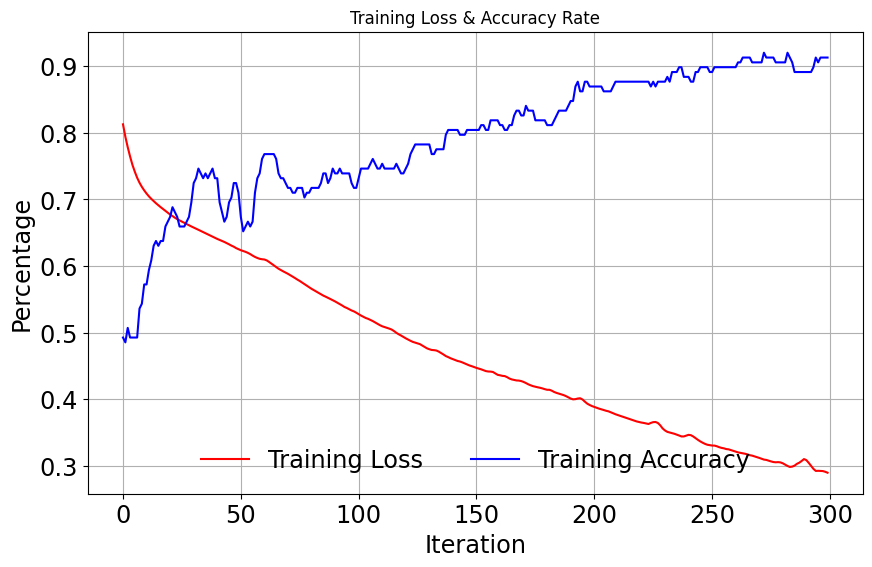 Training Loss & Accuracy Rate
Percentage
0.9
0.8
0.7
0.6
0.5
0.4
0.3
Training Loss Training Accuracy
0 50 100 150 200 250 300
Iteration